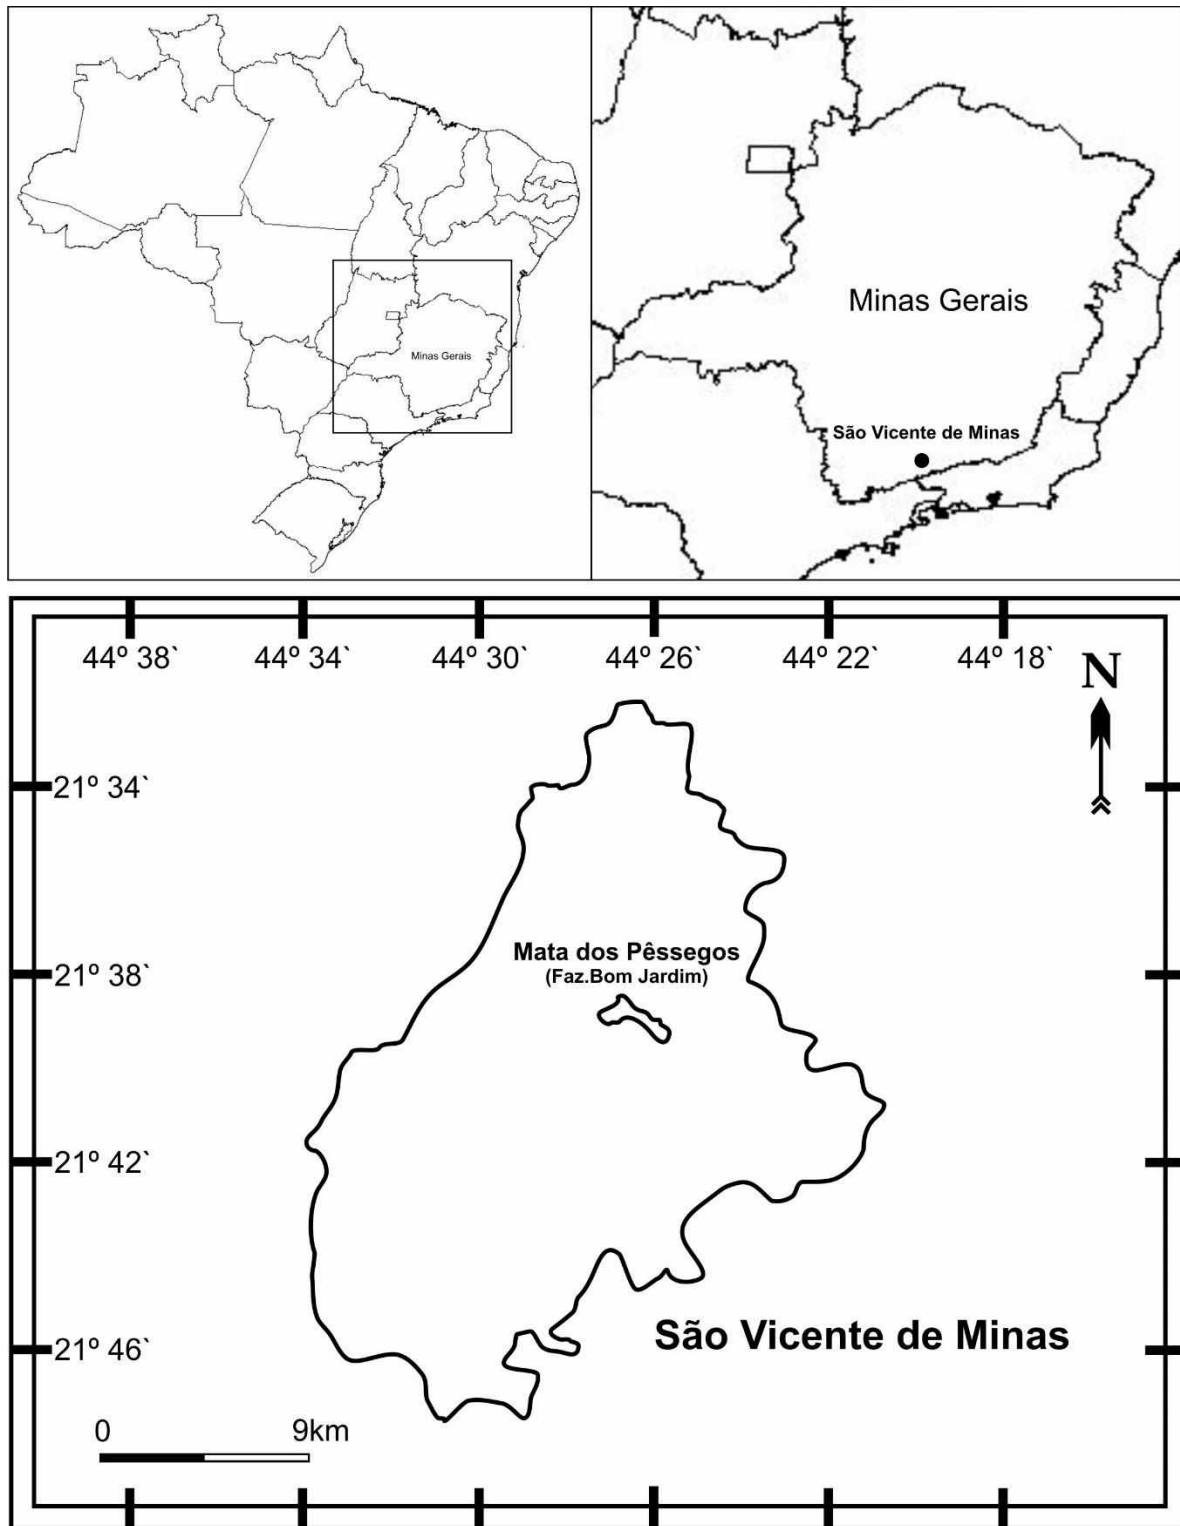 Minas Gerais
Minas Gerais
São Vicente de Minas
44º 38` 44º 34` 44º 30` 44º 26` 44º 22` 44º 18`
N
21º 34`
Mata dos Pêssegos
(Faz.Bom Jardim)
21º 38`
21º 42`
São Vicente de Minas
21º 46`
0 9km